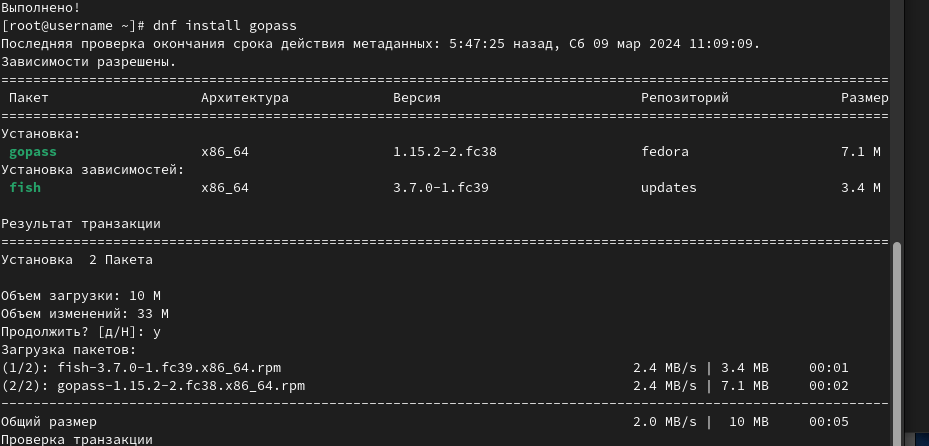 Выполнено!
[root@username ~]# dnf install gopass
Последняя проверка окончания срока действия метаданных: 5:47:25 назад, Сб 09 мар 2024 11:09:09.
Зависимости разрешены.
================================================================================
Пакет Архитектура Версия Репозиторий Размер
================================================================================
Установка:
gopass x86_64 1.15.2-2.fc38 fedora 7.1 M
Установка зависимостей:
fish x86_64 3.7.0-1.fc39 updates 3.4 M
Результат транзакции
================================================================================
Установка  2 Пакета
Объем загрузки: 10 M
Объем изменений: 33 M
Продолжить? [д/Н]: y
Загрузка пакетов:
(1/2): fish-3.7.0-1.fc39.x86_64.rpm 2.4 MB/s | 3.4 MB 00:01
(2/2): gopass-1.15.2-2.fc38.x86_64.rpm 2.4 MB/s | 7.1 MB 00:02
--------------------------------------------------------------------------------
Общий размер 2.0 MB/s |  10 MB 00:05
Проверка транзакции